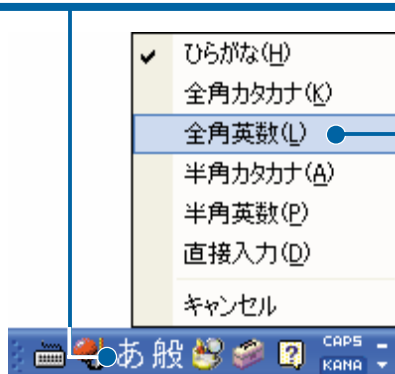 ひらがな(H)
全角カタカナ(K)
全角英数(L)
半角カタカナ(A)
半角英数(P)
直接入力(D)
キャンセル
あ 般 ? CAPS
KANA